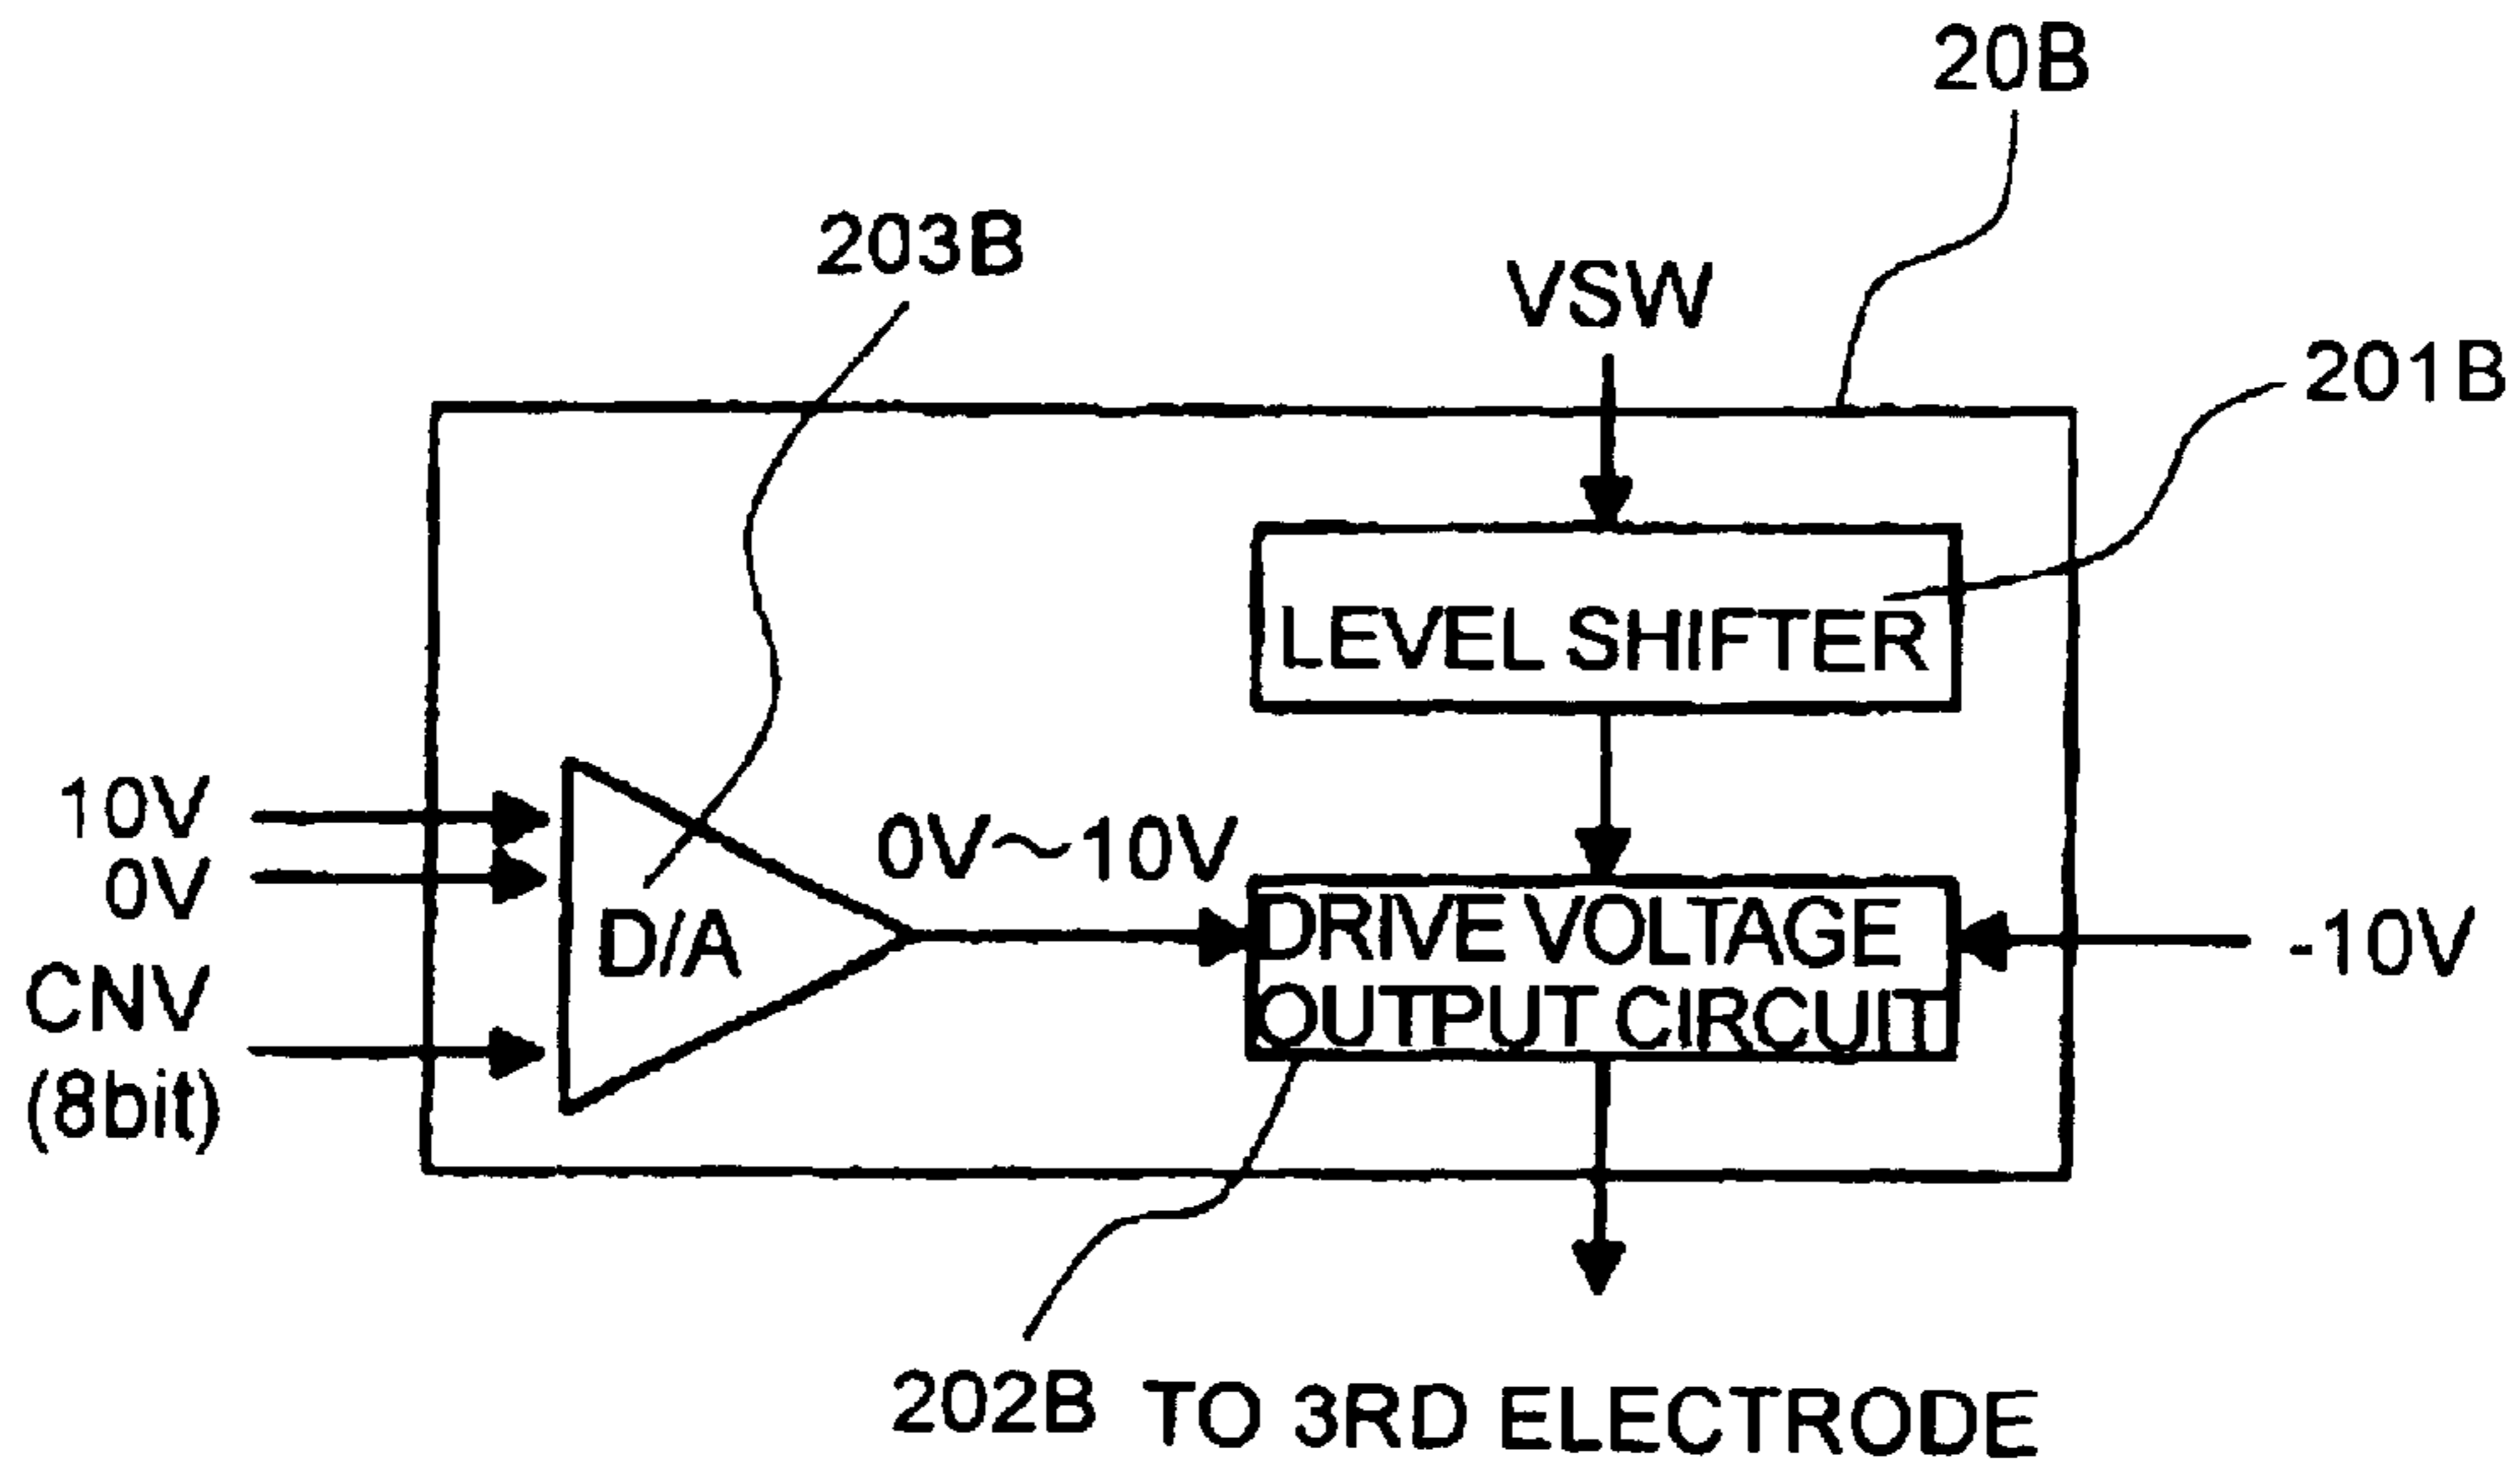 20B
203B
VSW
201B
LEVEL SHIFTER
10V
0V
0V～10V
D/A
DRIVE VOLTAGE
OUTPUT CIRCUIT
-10V
CNV
(8bit)
202B
TO 3RD ELECTRODE